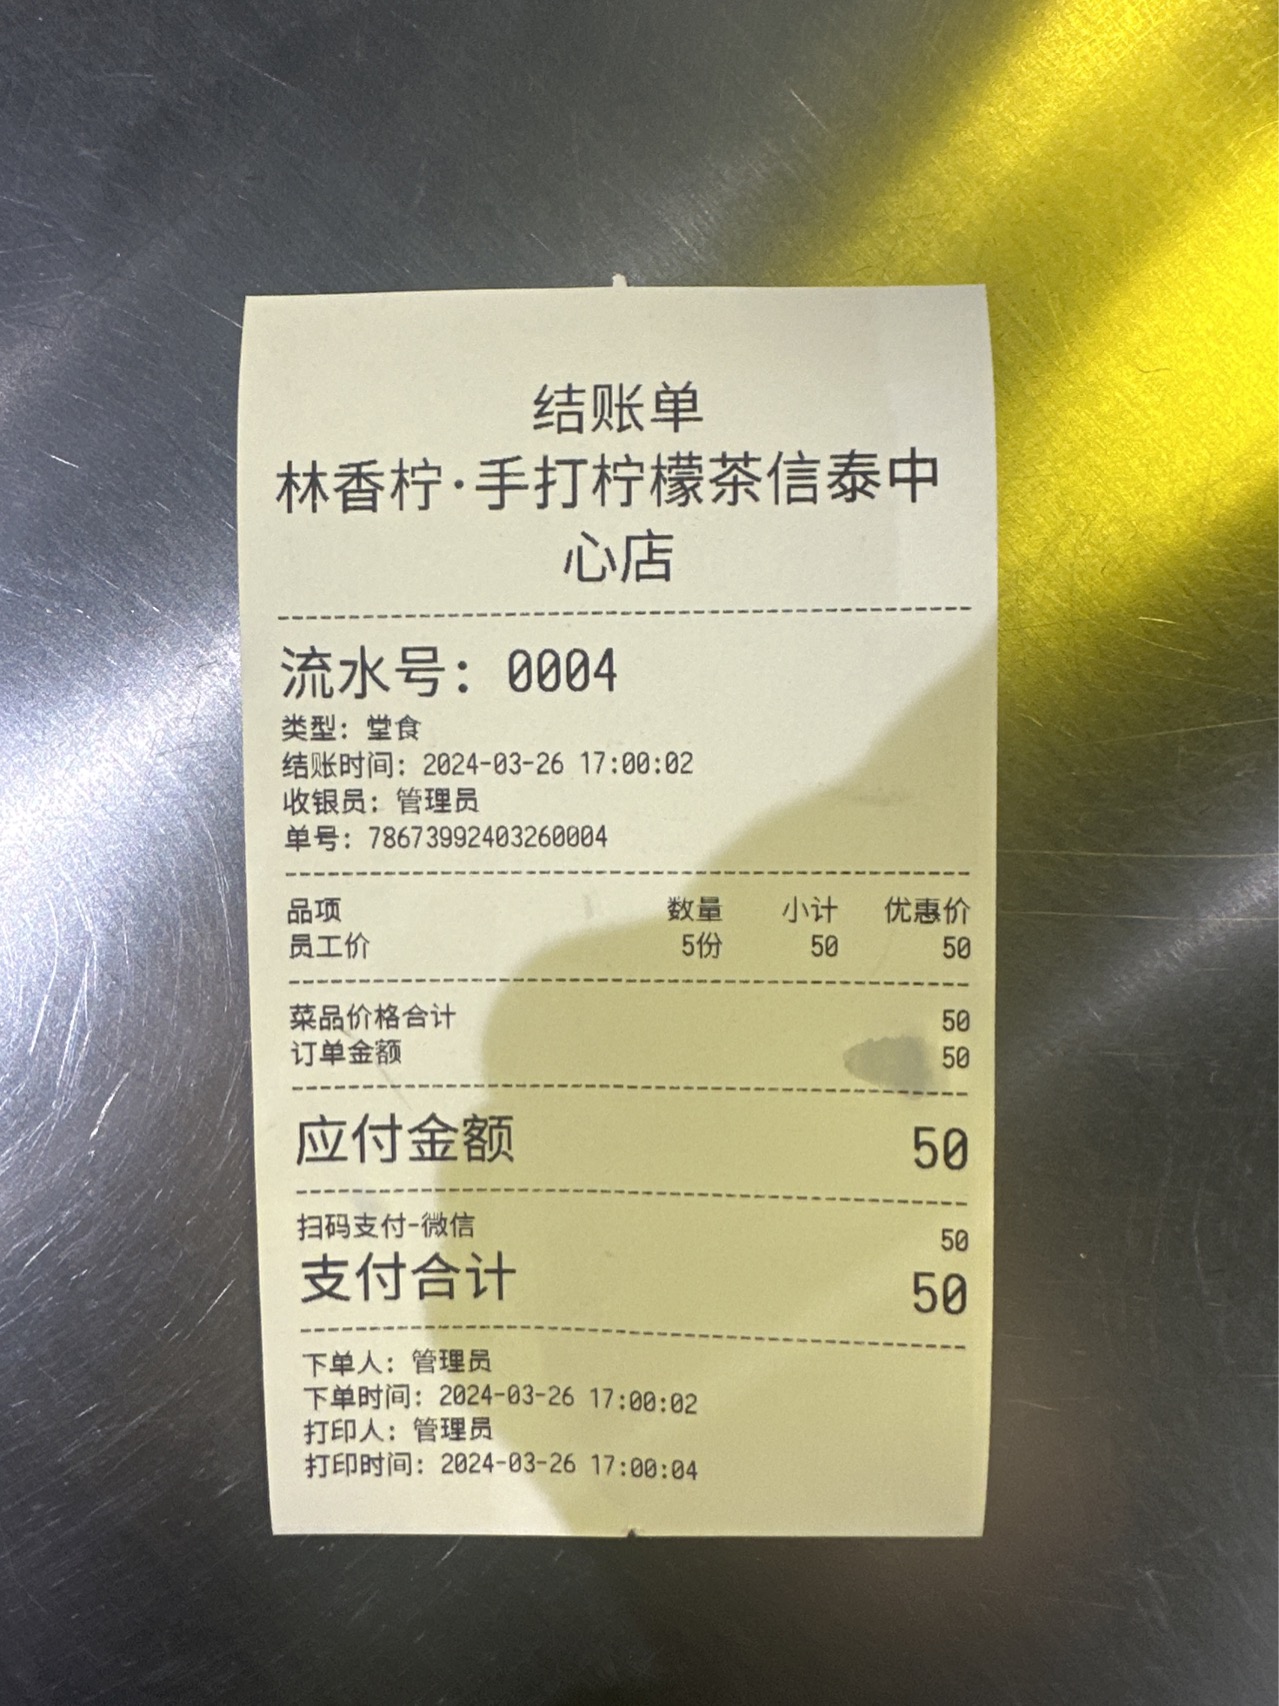 结账单
林香柠·手打柠檬茶信泰中
心店
流水号：0004
类型：堂食
结账时间：2024-03-26 17:00:02
收银员：管理员
单号：78673992403260004
品项 数量 小计 优惠价
员工价 5份 50 50
菜品价格合计 50
订单金额 50
应付金额 50
扫码支付-微信 50
支付合计 50
下单人：管理员
下单时间：2024-03-26 17:00:02
打印人：管理员
打印时间：2024-03-26 17:00:04